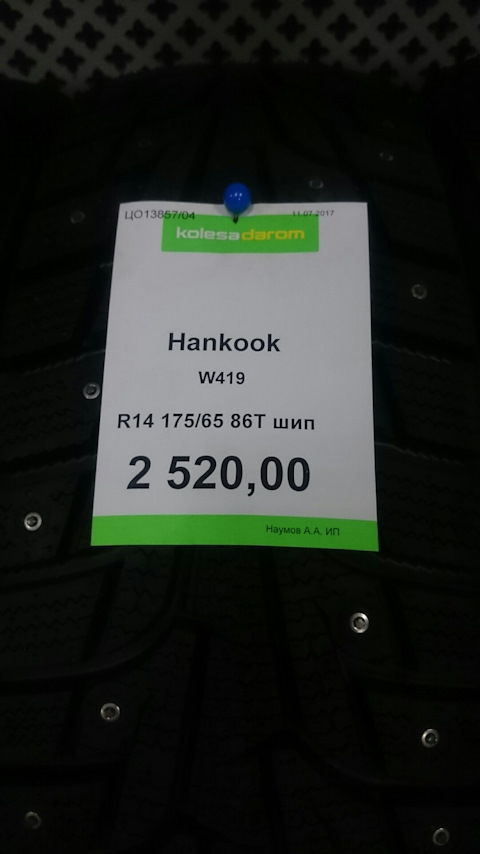 ЦО13857/04 11.07.2017
kolesadarom
Hankook
W419
R14 175/65 86T шип
2 520,00
Наумов А.А. ИП